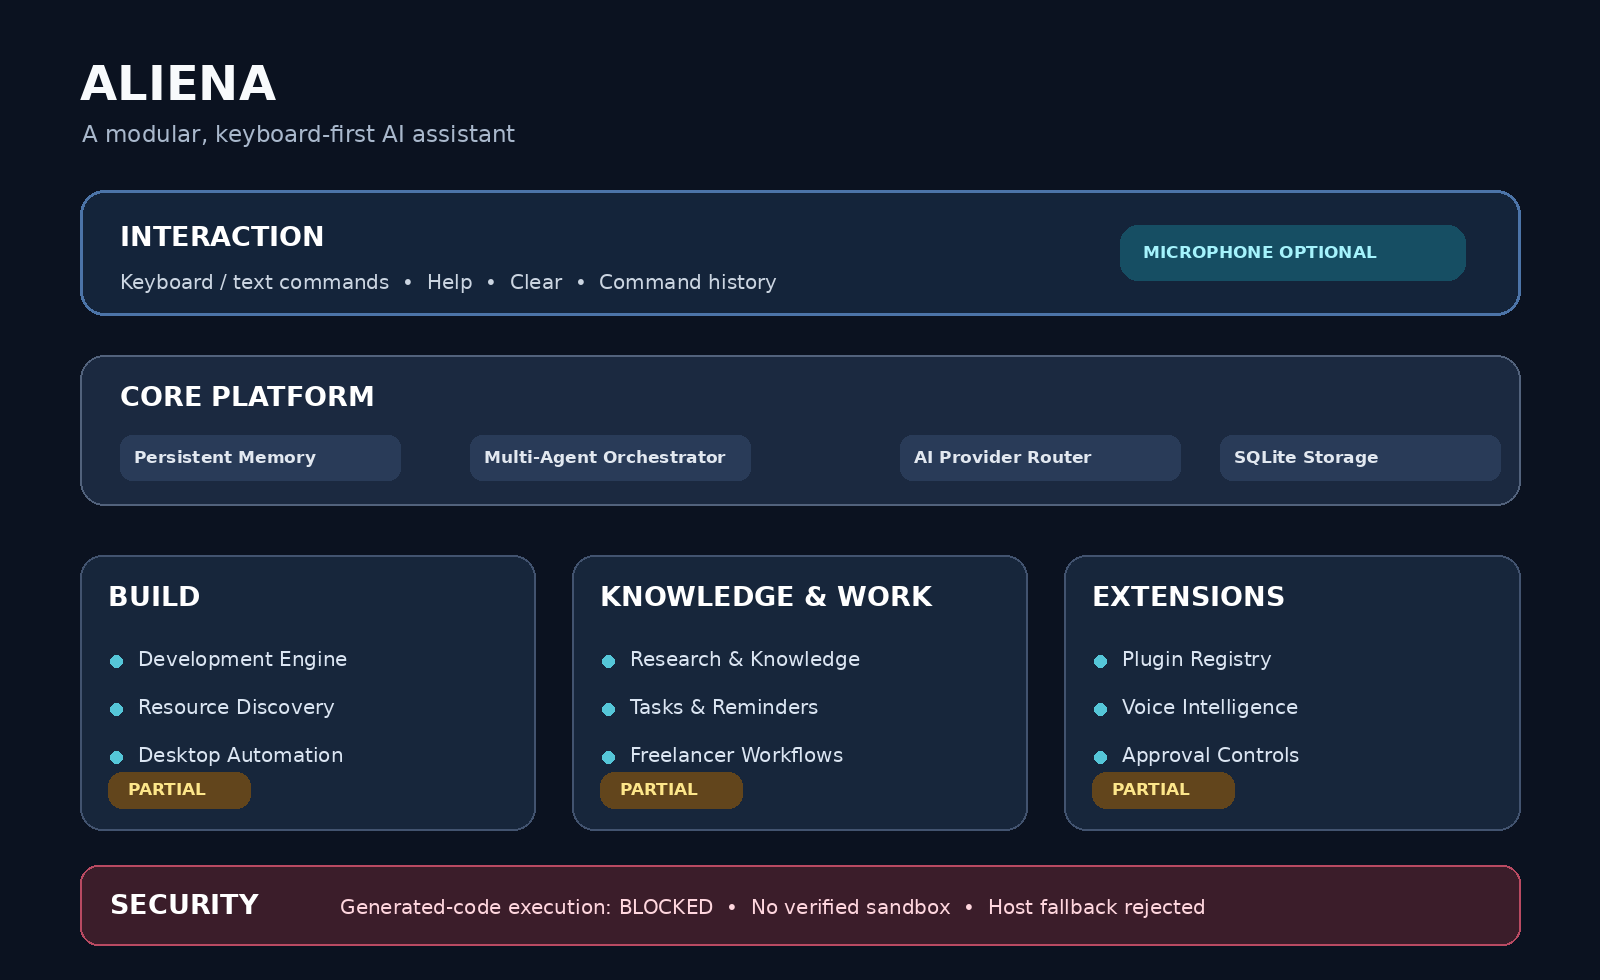 ALIENA
A modular, keyboard-first AI assistant
INTERACTION
Keyboard / text commands • Help • Clear • Command history
MICROPHONE OPTIONAL
CORE PLATFORM
Persistent Memory
Multi-Agent Orchestrator
AI Provider Router
SQLite Storage
BUILD
Development Engine
Resource Discovery
Desktop Automation
PARTIAL
KNOWLEDGE & WORK
Research & Knowledge
Tasks & Reminders
Freelancer Workflows
PARTIAL
EXTENSIONS
Plugin Registry
Voice Intelligence
Approval Controls
PARTIAL
SECURITY
Generated-code execution: BLOCKED • No verified sandbox • Host fallback rejected